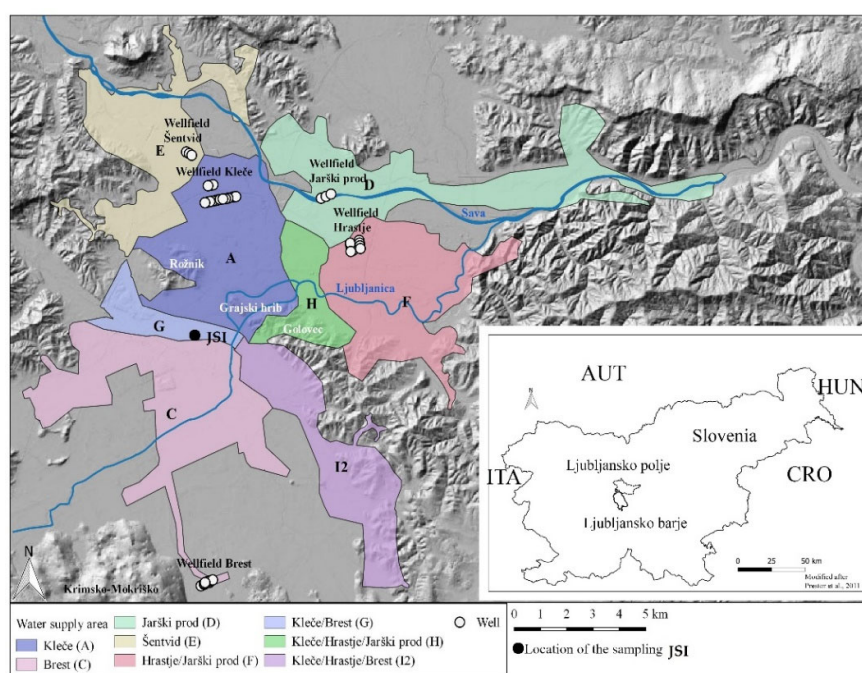 Wellfield
Šentvid
E
Wellfield Kleče
Wellfield
Jarški prod
D
Wellfield
Hrastje
Sava
Rožnik
A
Ljubljanica
Grajski hrib
H
F
Golovec
G
JSI
C
I2
Wellfield Brest
N
Krimsko-Mokriško
AUT
HUN
Slovenia
ITA
Ljubljansko polje
CRO
Ljubljansko barje
0 25 50 km
Modified after
Prester et al., 2011
Water supply area
Kleče (A)
Brest (C)
Jarški prod (D)
Šentvid (E)
Hrastje/Jarški prod (F)
Kleče/Brest (G)
Kleče/Hrastje/Jarški prod (H)
Kleče/Hrastje/Brest (I2)
Well
0 1 2 3 4 5 km
Location of the sampling JSI